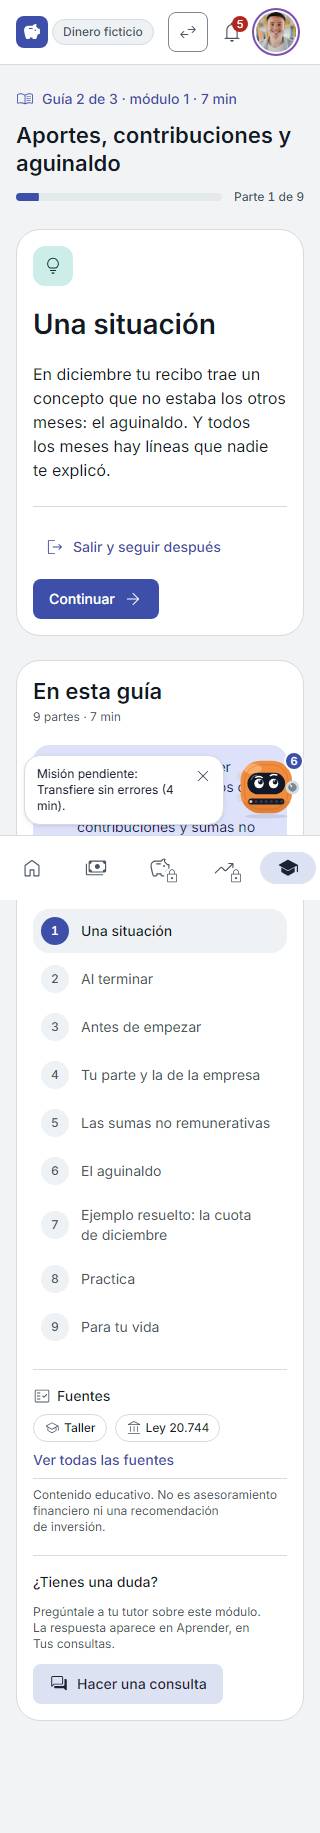 Dinero ficticio
5
Guía 2 de 3 · módulo 1 · 7 min
Aportes, contribuciones y
aguinaldo
Parte 1 de 9
Una situación
En diciembre tu recibo trae un
concepto que no estaba los otros
meses: el aguinaldo. Y todos
los meses hay líneas que nadie
te explicó.
Salir y seguir después
Continuar
En esta guía
9 partes · 7 min
6
Misión pendiente:
Transfiere sin errores (4
min).
contribuciones y sumas no
1 Una situación
2 Al terminar
3 Antes de empezar
4 Tu parte y la de la empresa
5 Las sumas no remunerativas
6 El aguinaldo
7 Ejemplo resuelto: la cuota
de diciembre
8 Practica
9 Para tu vida
Fuentes
Taller
Ley 20.744
Ver todas las fuentes
Contenido educativo. No es asesoramiento
financiero ni una recomendación
de inversión.
¿Tienes una duda?
Pregúntale a tu tutor sobre este módulo.
La respuesta aparece en Aprender, en
Tus consultas.
Hacer una consulta